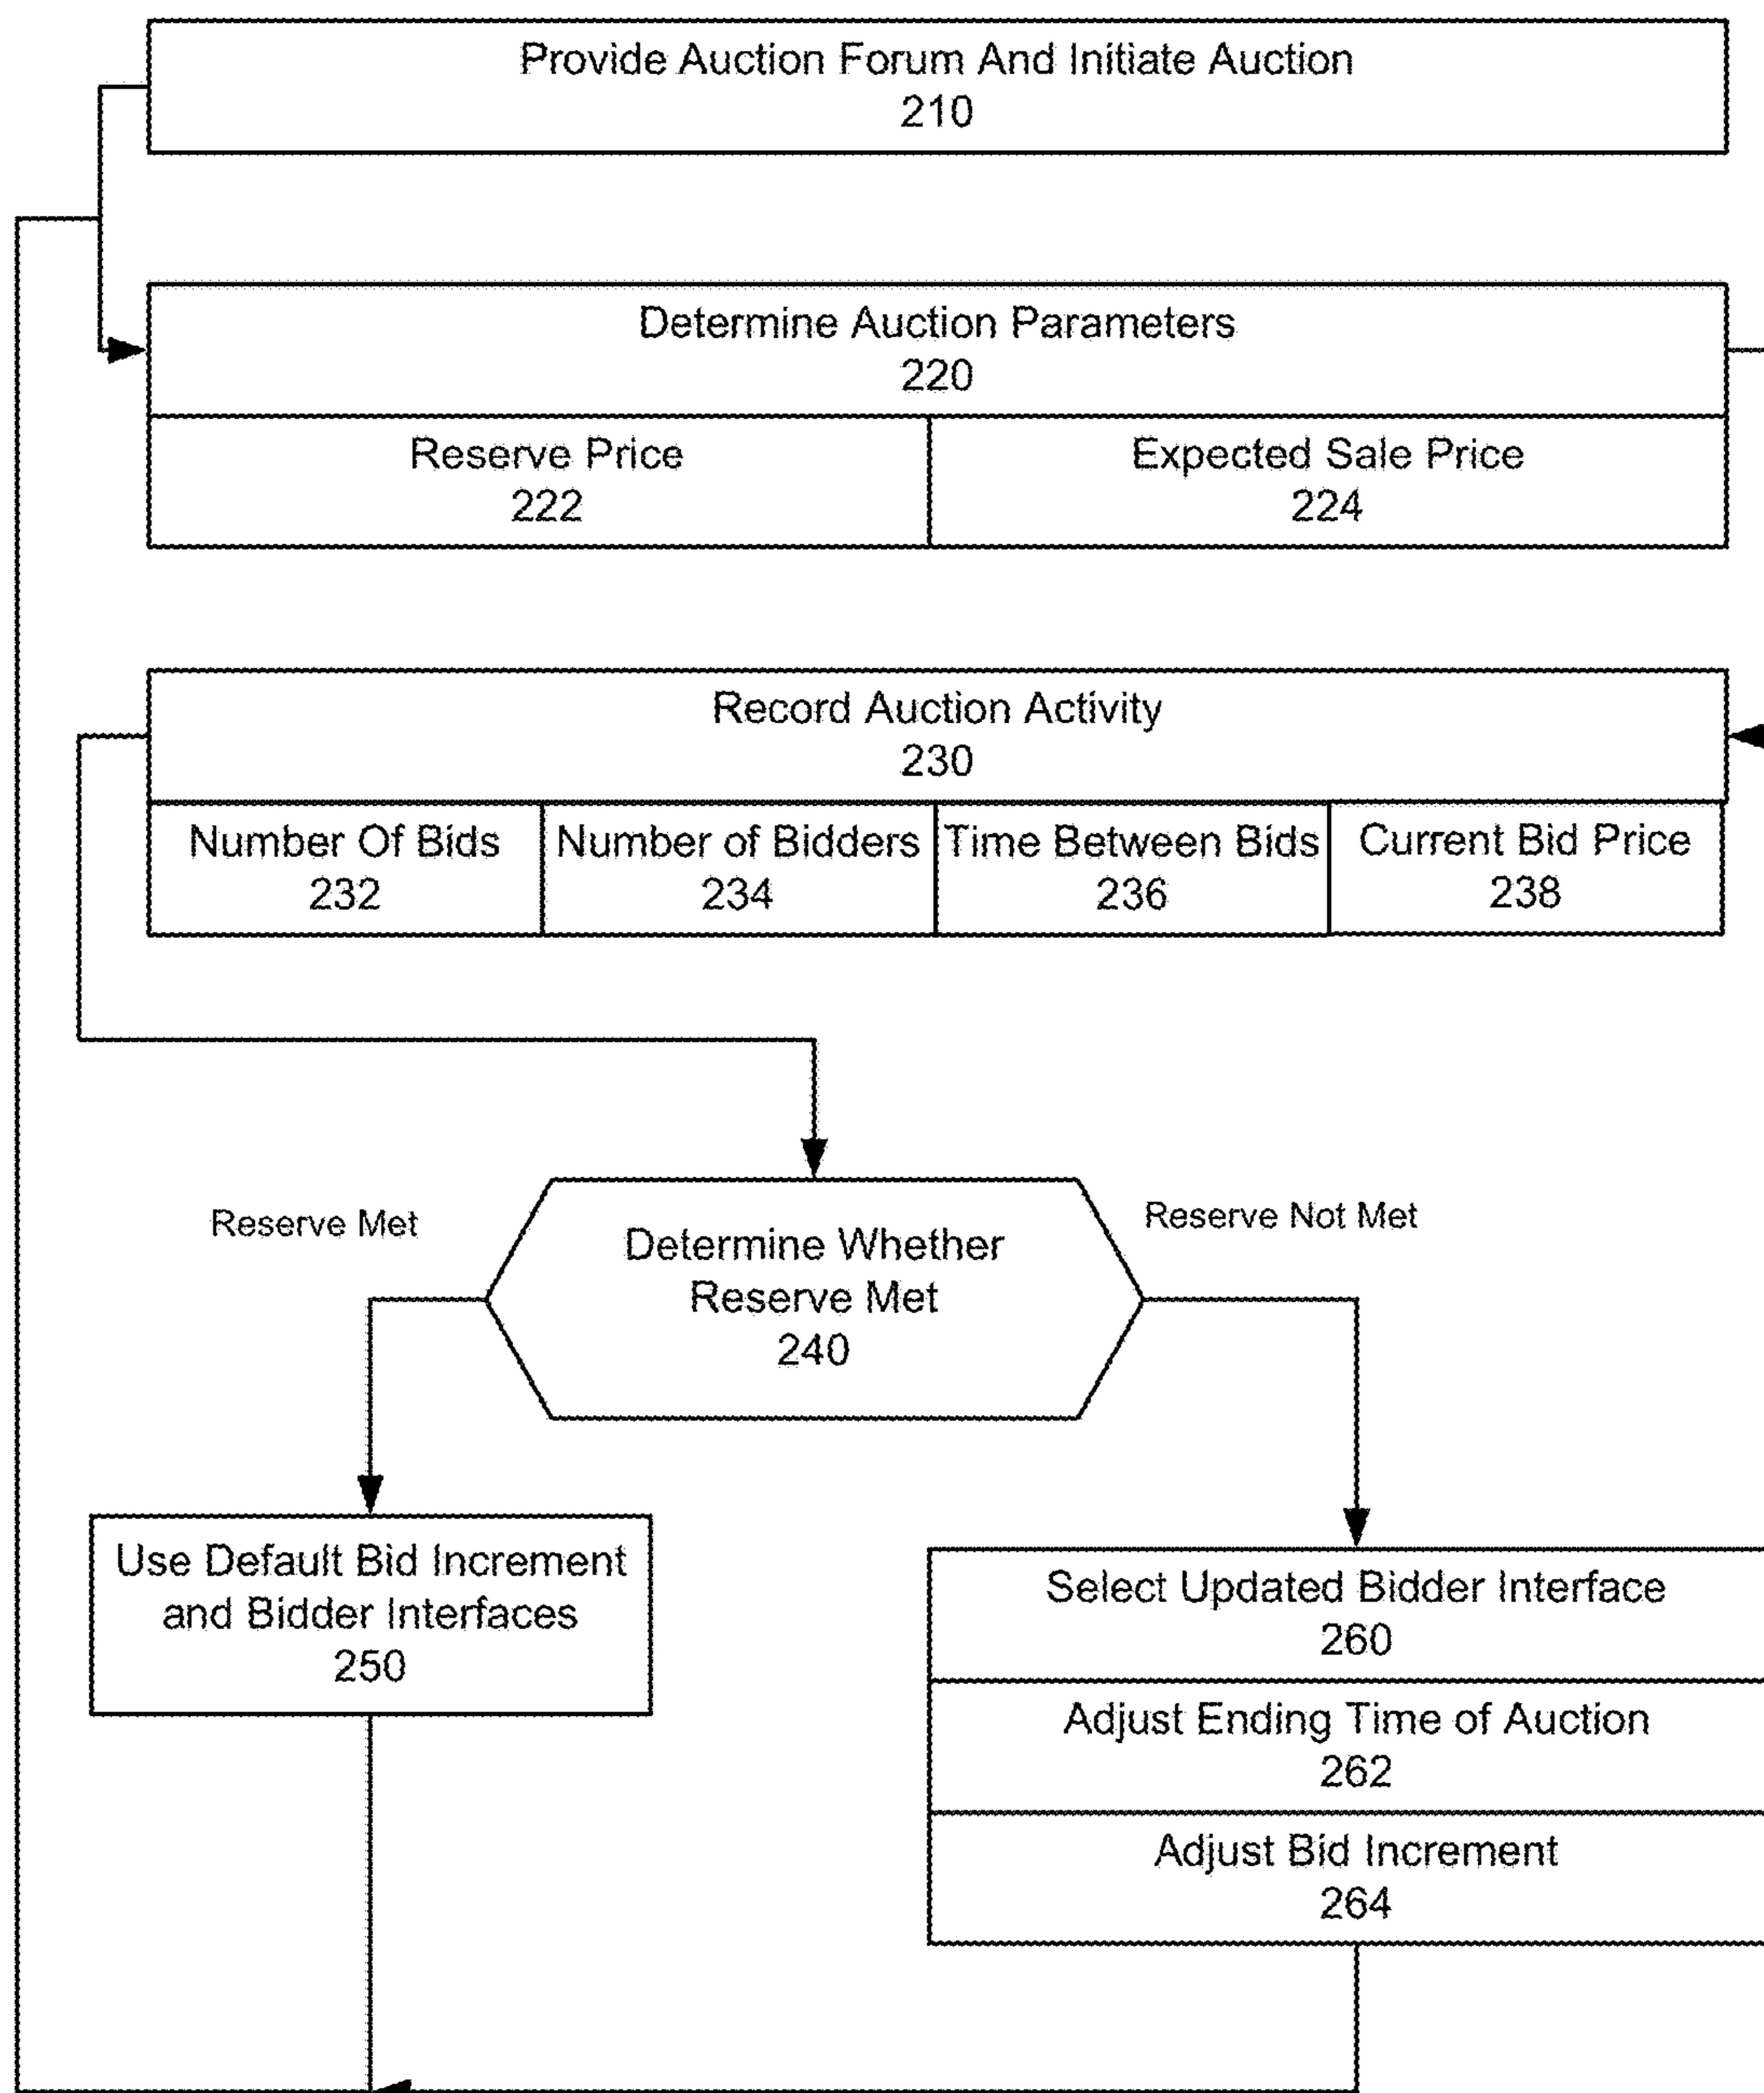 Provide Auction Forum And Initiate Auction
210
Determine Auction Parameters
220
Reserve Price
222
Expected Sale Price
224
Record Auction Activity
230
Number Of Bids
232
Number of Bidders
234
Time Between Bids
236
Current Bid Price
238
Reserve Met
Determine Whether
Reserve Met
240
Reserve Not Met
Use Default Bid Increment
and Bidder Interfaces
250
Select Updated Bidder Interface
260
Adjust Ending Time of Auction
262
Adjust Bid Increment
264